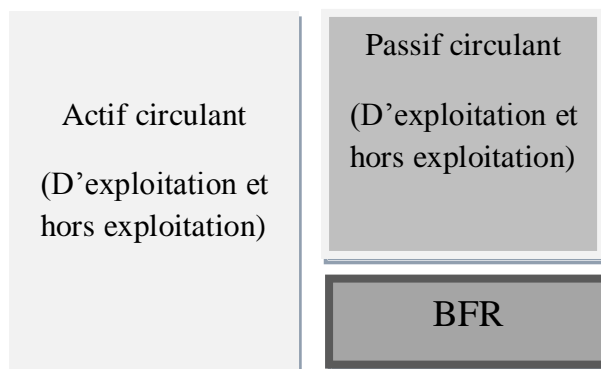 Actif circulant
(D’exploitation et
hors exploitation)
Passif circulant
(D’exploitation et
hors exploitation)
BFR